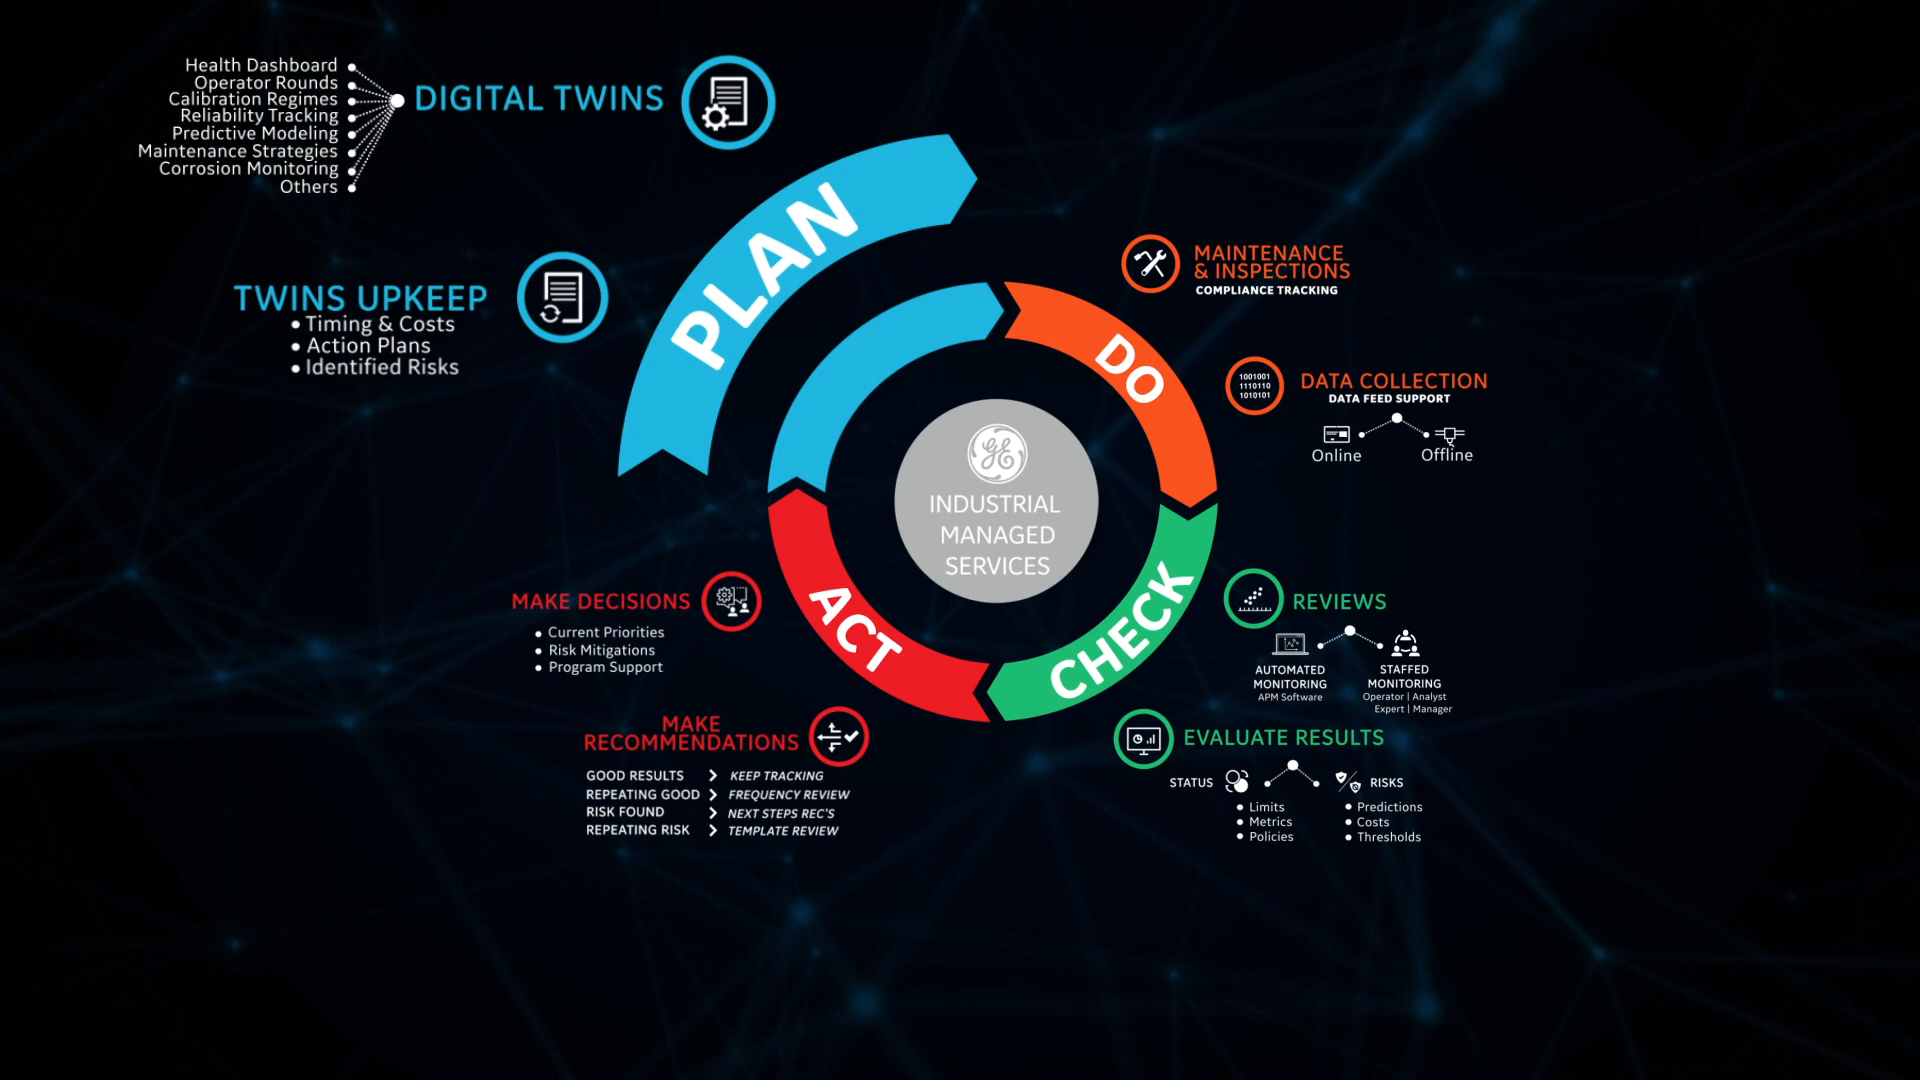 Health Dashboard
Operator Rounds
Calibration Regimes
Reliability Tracking
Predictive Modeling
Maintenance Strategies
Corrosion Monitoring
Others
DIGITAL TWINS
TWINS UPKEEP
• Timing & Costs
• Action Plans
• Identified Risks
PLAN
DO
CHECK
ACT
GE
INDUSTRIAL
MANAGED
SERVICES
MAINTENANCE
& INSPECTIONS
COMPLIANCE TRACKING
1001001
1110110
1010101
DATA COLLECTION
DATA FEED SUPPORT
Online
Offline
REVIEWS
AUTOMATED
MONITORING
APM Software
STAFFED
MONITORING
Operator | Analyst
Expert | Manager
EVALUATE RESULTS
STATUS
• Limits
• Metrics
• Policies
RISKS
• Predictions
• Costs
• Thresholds
MAKE DECISIONS
• Current Priorities
• Risk Mitigations
• Program Support
MAKE
RECOMMENDATIONS
GOOD RESULTS > KEEP TRACKING
REPEATING GOOD > FREQUENCY REVIEW
RISK FOUND > NEXT STEPS REC'S
REPEATING RISK > TEMPLATE REVIEW